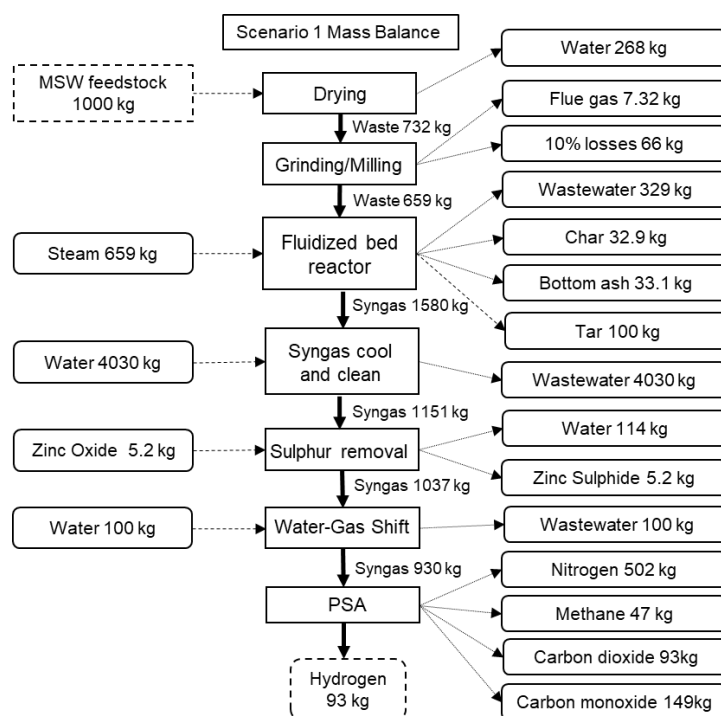 Scenario 1 Mass Balance
MSW feedstock
1000 kg
Drying
Water 268 kg
Waste 732 kg
Flue gas 7.32 kg
Grinding/Milling
10% losses 66 kg
Waste 659 kg
Wastewater 329 kg
Steam 659 kg
Fluidized bed
reactor
Char 32.9 kg
Bottom ash 33.1 kg
Syngas 1580 kg
Tar 100 kg
Water 4030 kg
Syngas cool
and clean
Wastewater 4030 kg
Syngas 1151 kg
Water 114 kg
Zinc Oxide 5.2 kg
Sulphur removal
Zinc Sulphide 5.2 kg
Syngas 1037 kg
Water 100 kg
Water-Gas Shift
Wastewater 100 kg
Syngas 930 kg
Nitrogen 502 kg
PSA
Methane 47 kg
Carbon dioxide 93kg
Hydrogen
93 kg
Carbon monoxide 149kg